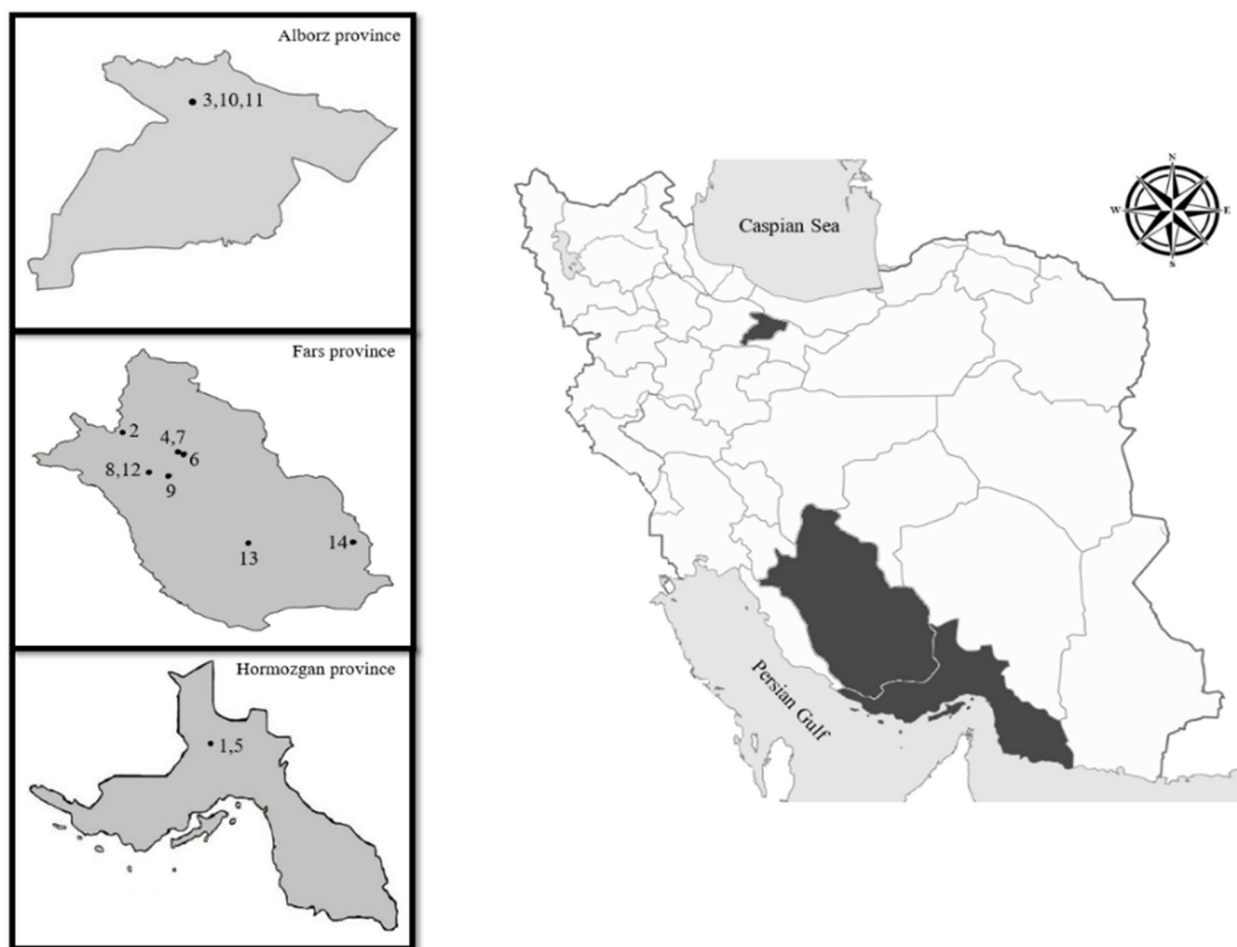 Alborz province
3,10,11
Fars province
2
4,7
6
8,12
9
13
14
Hormozgan province
1,5
Caspian Sea
Persian Gulf
N
W
E
S